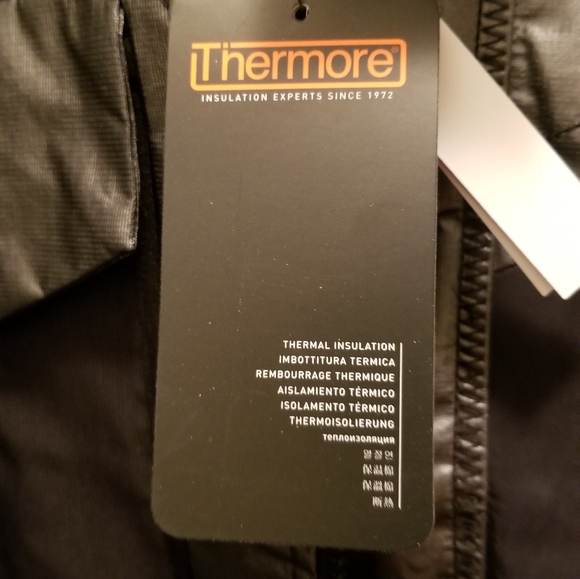 Thermore®
INSULATION EXPERTS SINCE 1972
THERMAL INSULATION
IMBOTTITURA TERMICA
REMBOURRAGE THERMIQUE
AISLAMIENTO TÉRMICO
ISOLAMENTO TÉRMICO
THERMOISOLIERUNG
теплоизоляция